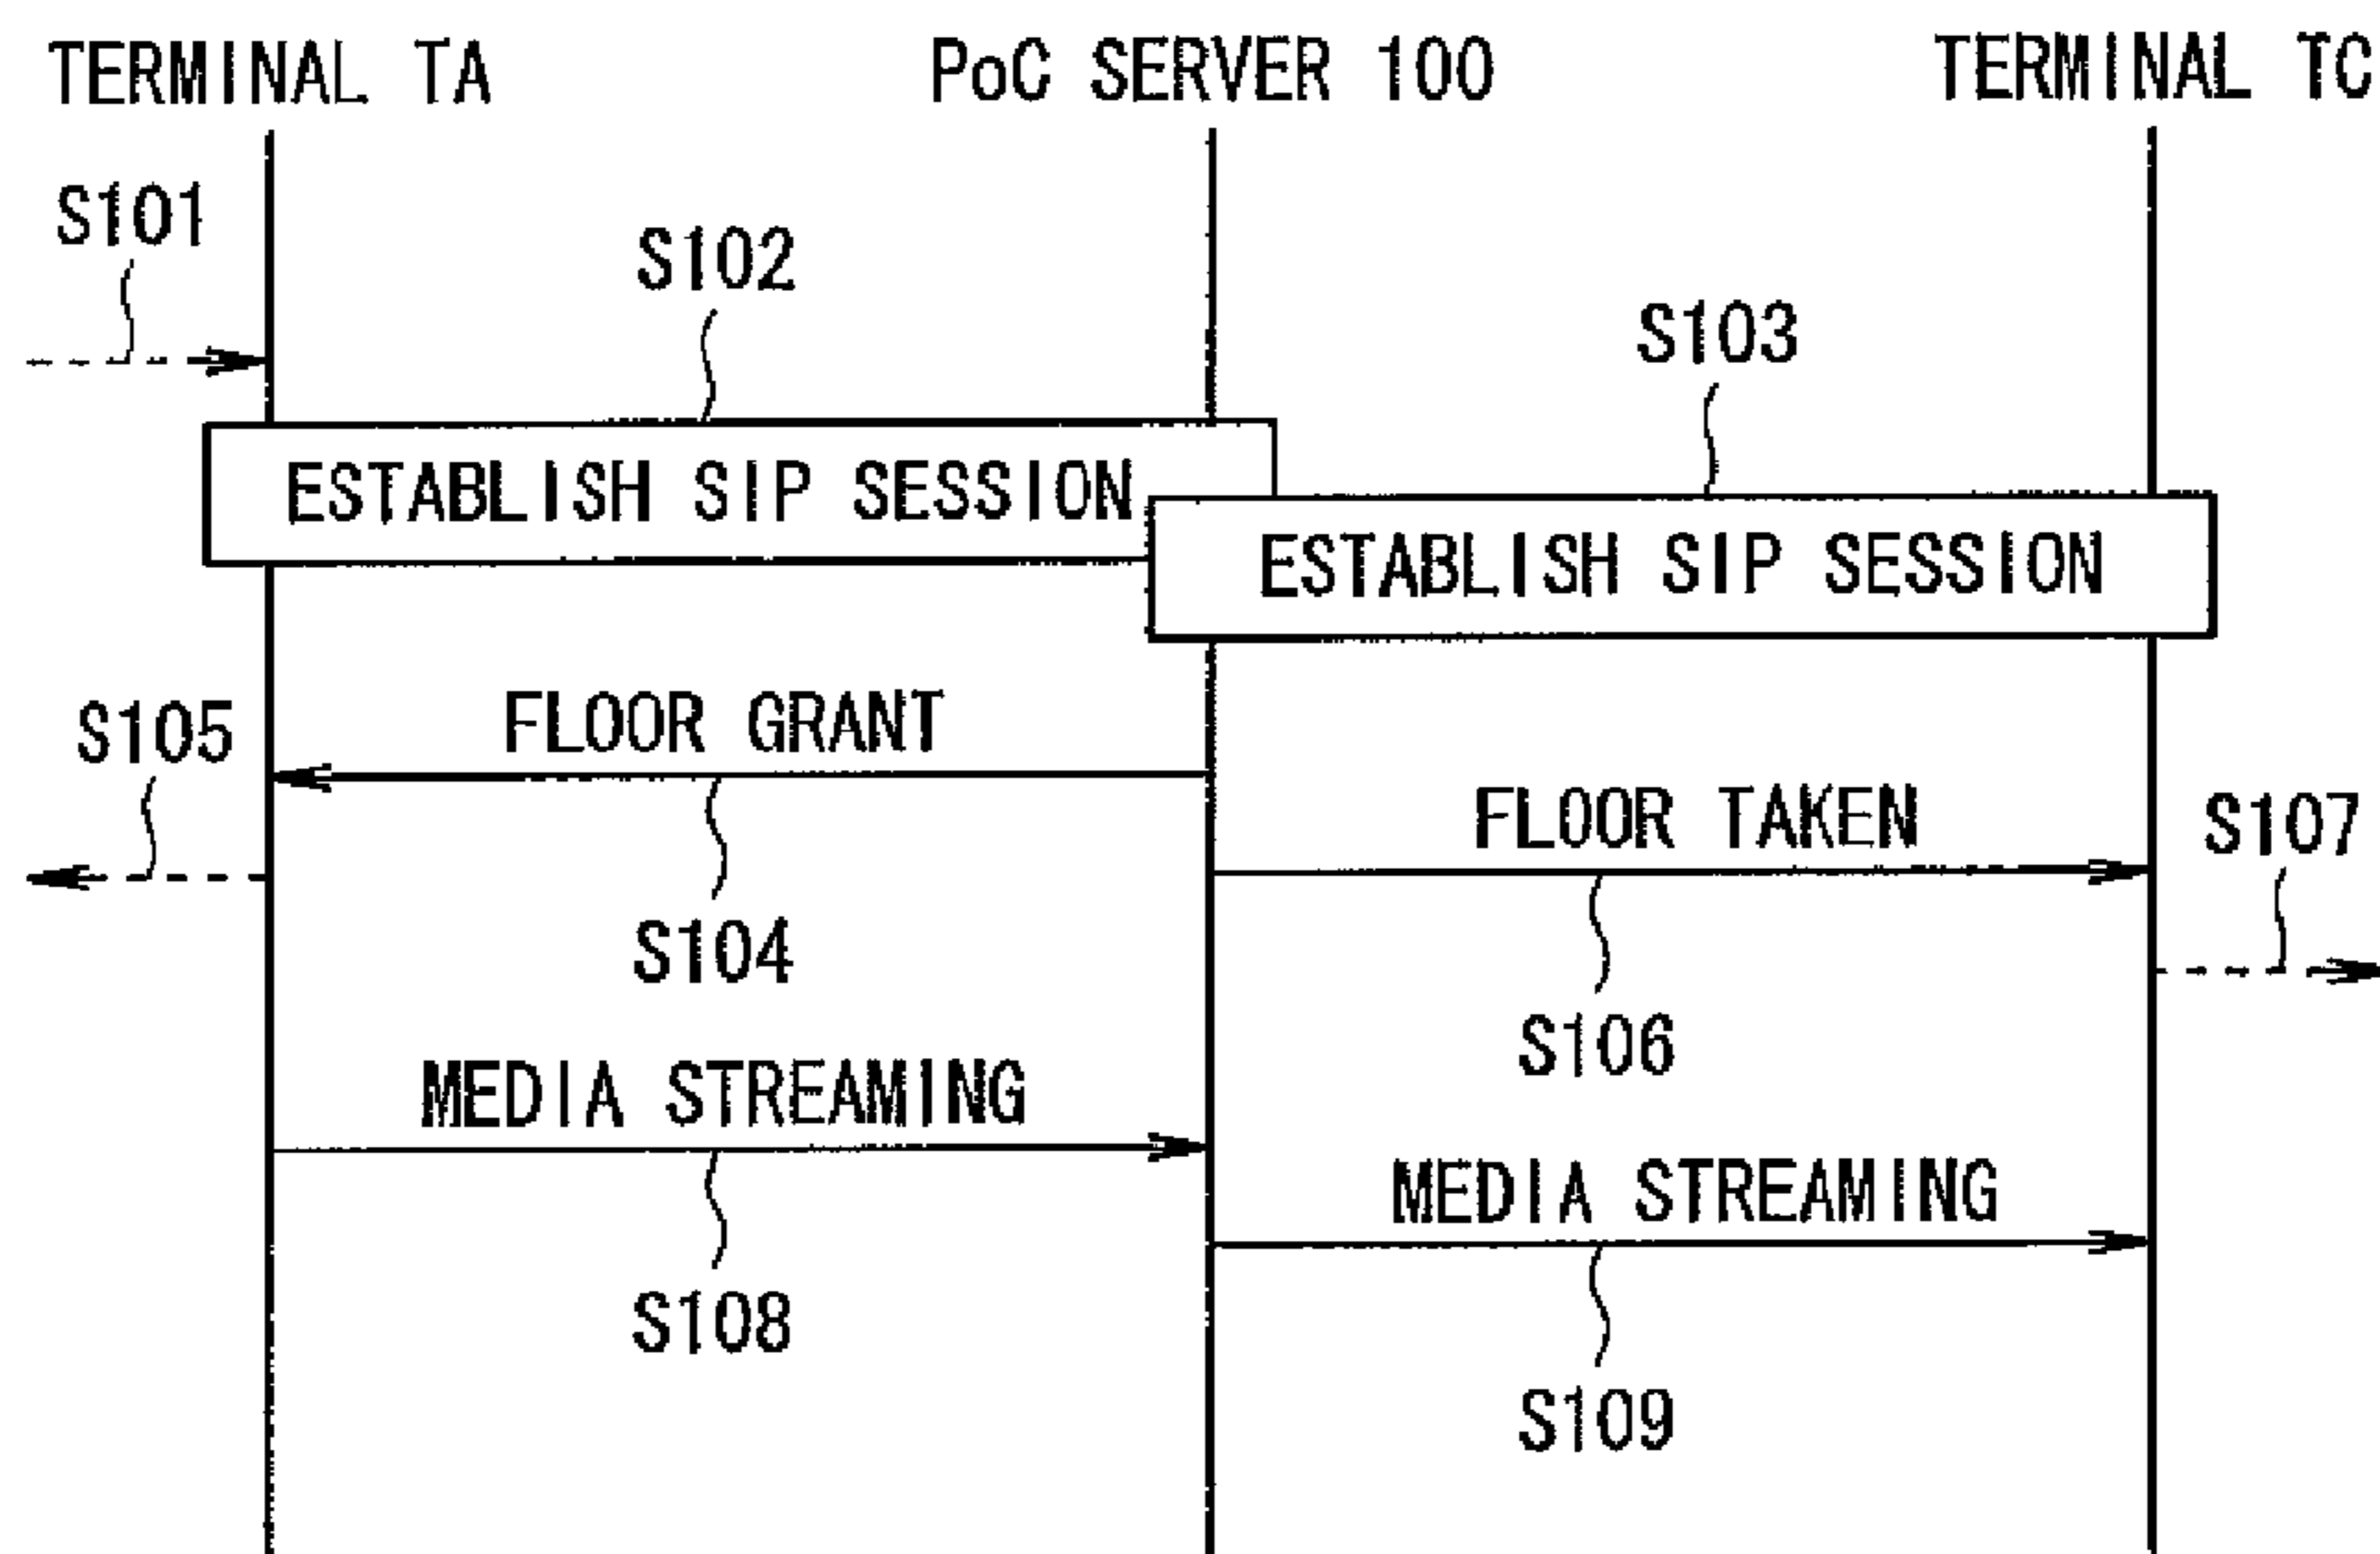 TERMINAL TA
PoC SERVER 100
TERMINAL TC
S101
S102
S103
ESTABLISH SIP SESSION
ESTABLISH SIP SESSION
S105
FLOOR GRANT
FLOOR TAKEN
S107
S104
S106
MEDIA STREAMING
MEDIA STREAMING
S108
S109